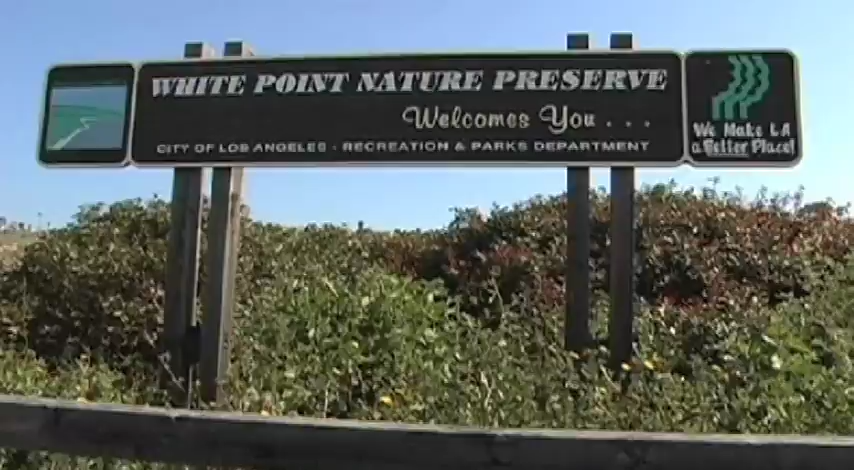 WHITE POINT NATURE PRESERVE
Welcomes You . . .
CITY OF LOS ANGELES - RECREATION & PARKS DEPARTMENT
We Make LA
a Better Place!